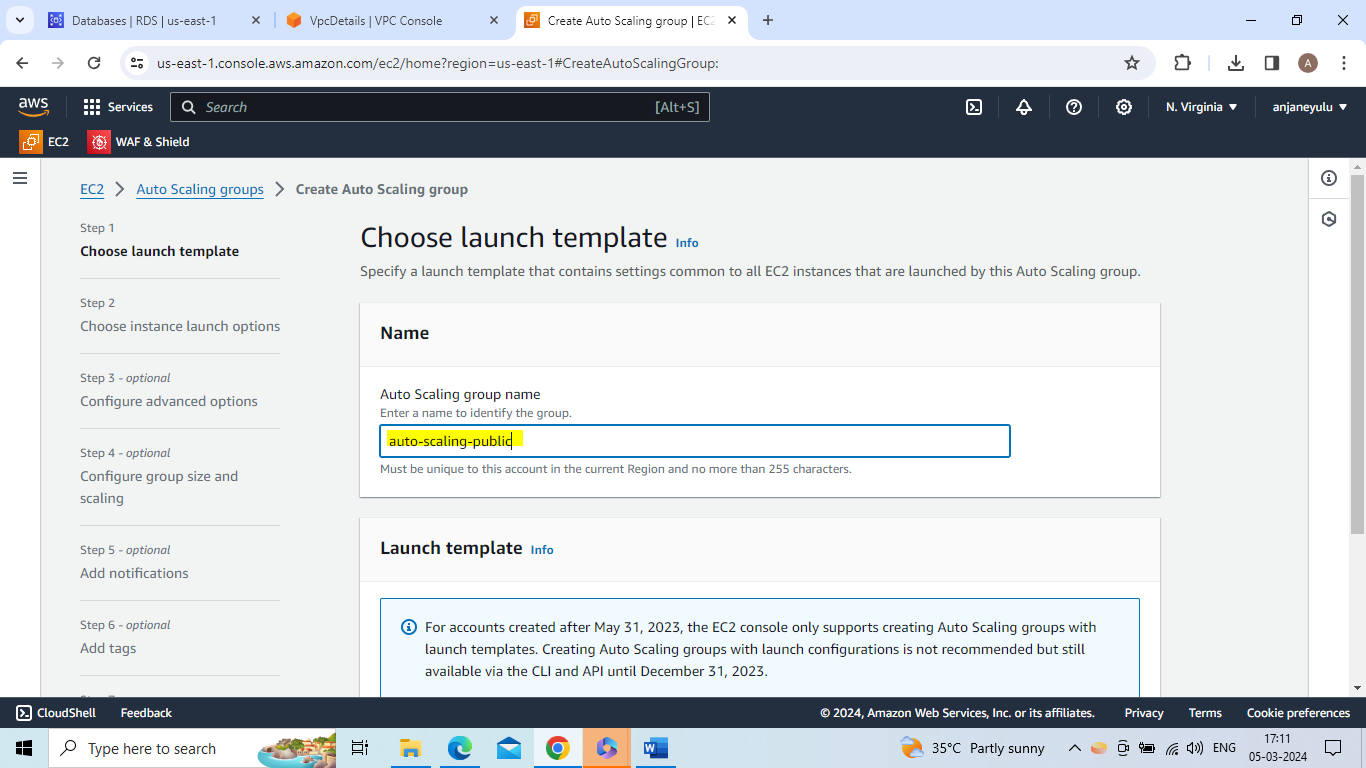 Databases | RDS | us-east-1
VpcDetails | VPC Console
Create Auto Scaling group | EC2
us-east-1.console.aws.amazon.com/ec2/home?region=us-east-1#CreateAutoScalingGroup:
A
aws
Services
Search
[Alt+S]
N. Virginia
anjaneyulu
EC2
WAF & Shield
EC2 > Auto Scaling groups > Create Auto Scaling group
Step 1
Choose launch template
Step 2
Choose instance launch options
Step 3 - optional
Configure advanced options
Step 4 - optional
Configure group size and
scaling
Step 5 - optional
Add notifications
Step 6 - optional
Add tags
Choose launch template Info
Specify a launch template that contains settings common to all EC2 instances that are launched by this Auto Scaling group.
Name
Auto Scaling group name
Enter a name to identify the group.
auto-scaling-public
Must be unique to this account in the current Region and no more than 255 characters.
Launch template Info
For accounts created after May 31, 2023, the EC2 console only supports creating Auto Scaling groups with
launch templates. Creating Auto Scaling groups with launch configurations is not recommended but still
available via the CLI and API until December 31, 2023.
CloudShell
Feedback
© 2024, Amazon Web Services, Inc. or its affiliates.
Privacy
Terms
Cookie preferences
Type here to search
35°C Partly sunny
ENG
17:11
05-03-2024